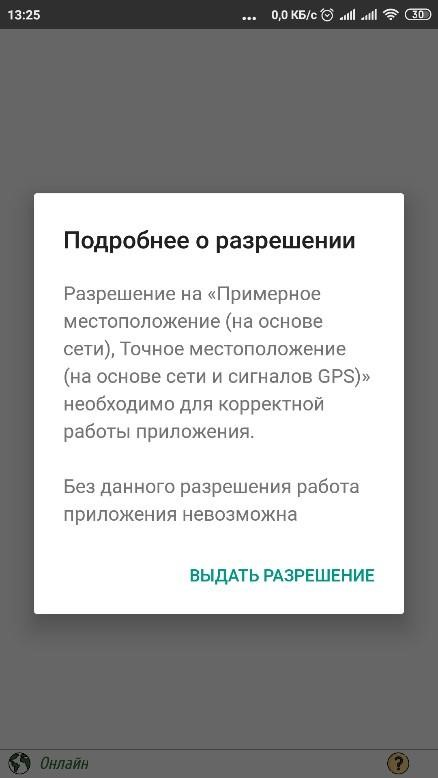 13:25 ... 0,0 КБ/с 30
Подробнее о разрешении
Разрешение на «Примерное
местоположение (на основе
сети), Точное местоположение
(на основе сети и сигналов GPS)»
необходимо для корректной
работы приложения.
Без данного разрешения работа
приложения невозможна
ВЫДАТЬ РАЗРЕШЕНИЕ
Онлайн ?